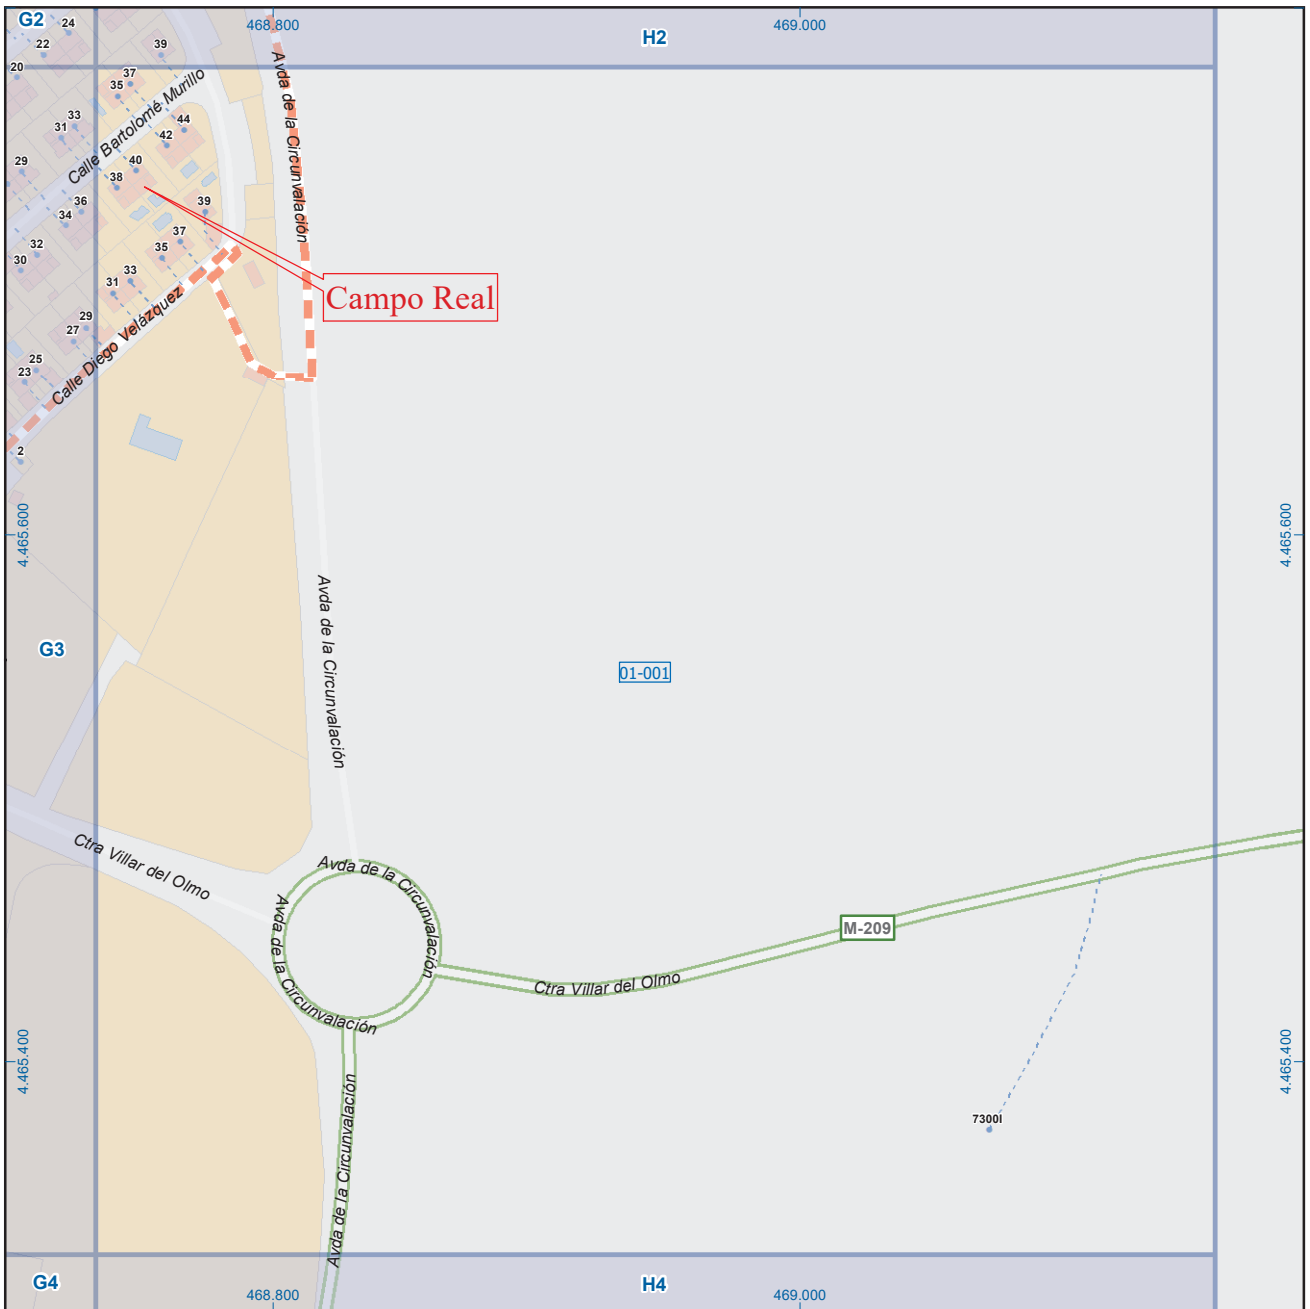 G2
24
468.800
H2
469.000
22
39
20
37
35
Avda de la Circunvalación
Calle Bartolomé Murillo
33
31
44
42
29
40
38
36
34
39
32
30
37
35
33
31
Campo Real
29
27
Calle Diego Velázquez
25
23
2
4.465.600
4.465.600
Avda de la Circunvalación
G3
01-001
Ctra Villar del Olmo
Avda de la Circunvalación
Avda de la Circunvalación
M-209
Ctra Villar del Olmo
4.465.400
4.465.400
Avda de la Circunvalación
7300I
G4
H4
468.800
469.000